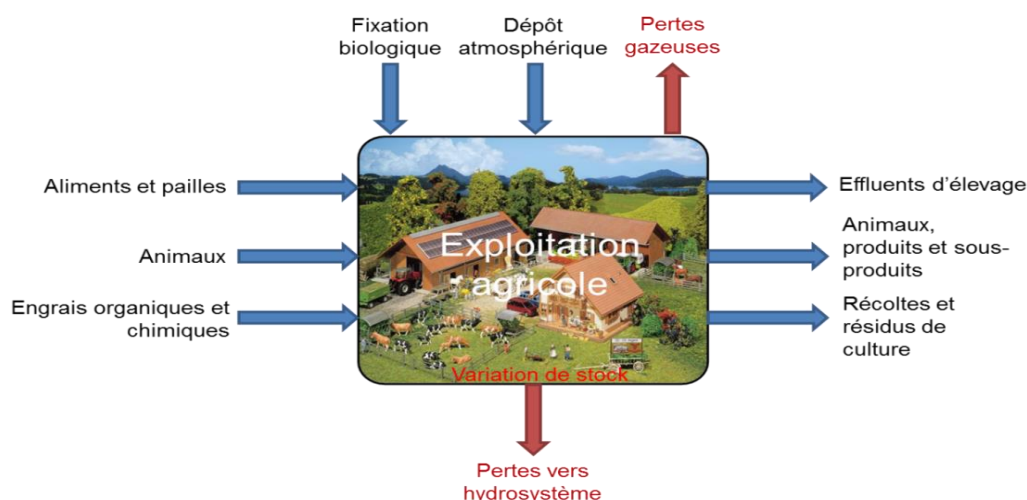 Fixation
biologique
Dépôt
atmosphérique
Pertes
gazeuses
Aliments et pailles
Animaux
Engrais organiques et
chimiques
Exploitation
agricole
Variation de stock
Effluents d'élevage
Animaux,
produits et sous-
produits
Récoltes et
résidus de
culture
Pertes vers
hydrosystème